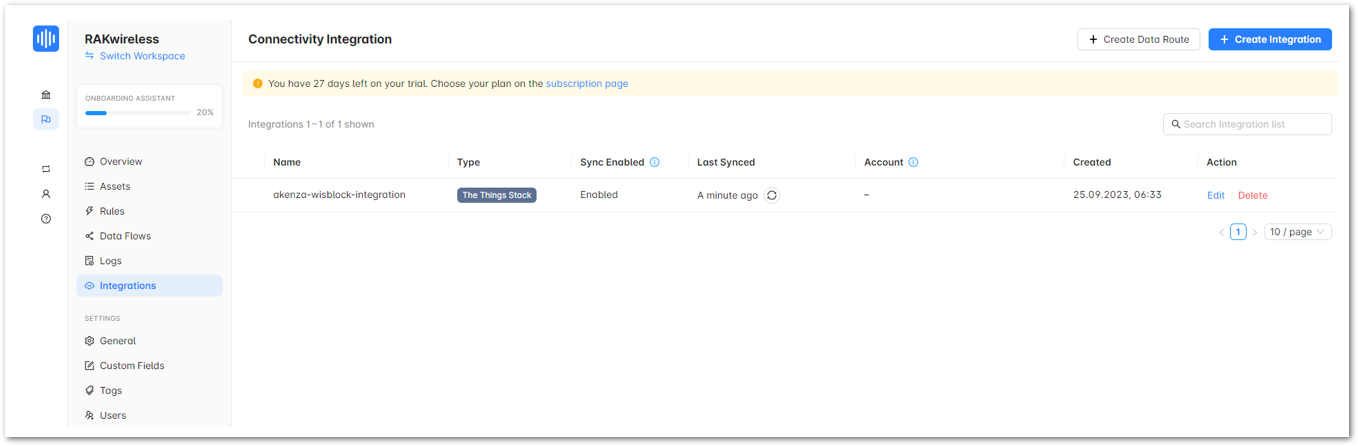 RAKwireless
Switch Workspace
ONBOARDING ASSISTANT
20%
Overview
Assets
Rules
Data Flows
Logs
Integrations
SETTINGS
General
Custom Fields
Tags
Users
Connectivity Integration
+ Create Data Route
+ Create Integration
You have 27 days left on your trial. Choose your plan on the subscription page
Integrations 1–1 of 1 shown
Search Integration list
Name Type Sync Enabled Last Synced Account Created Action
akenza-wisblock-integration The Things Stack Enabled A minute ago – 25.09.2023, 06:33 Edit Delete
< 1 > 10 / page